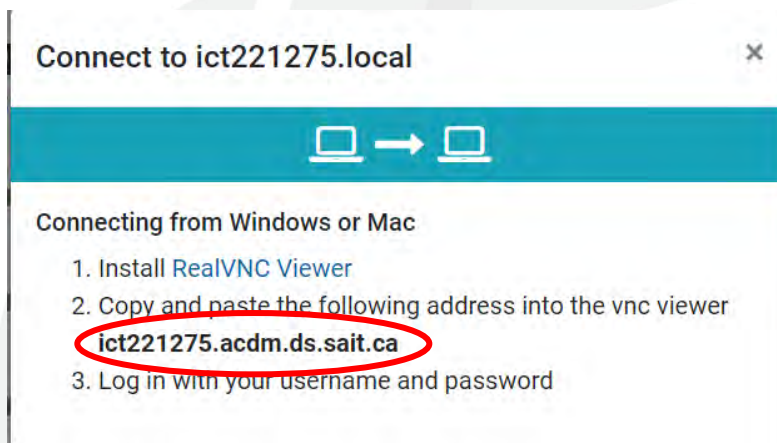 Connect to ict221275.local
×
Connecting from Windows or Mac
1. Install RealVNC Viewer
2. Copy and paste the following address into the vnc viewer
ict221275.acdm.ds.sait.ca
3. Log in with your username and password